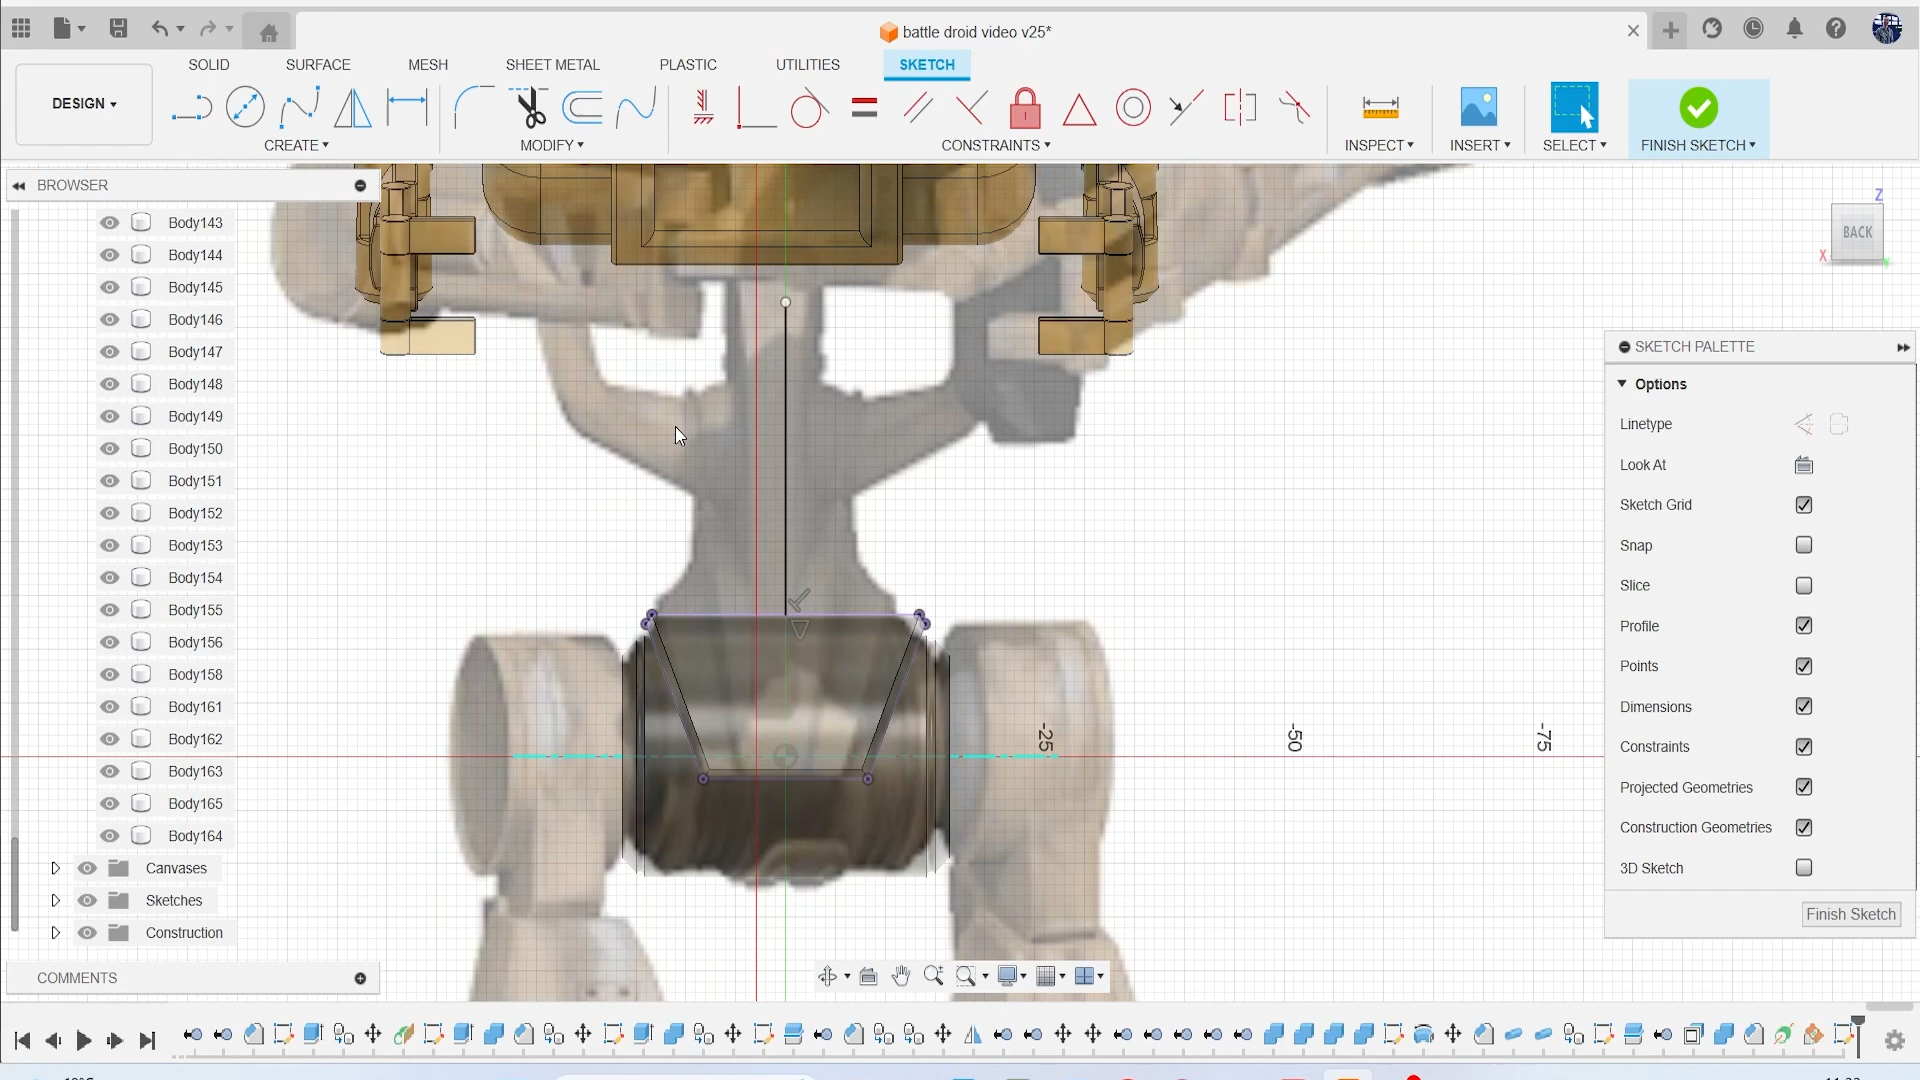 battle droid video v25*
DESIGN
SOLID SURFACE MESH SHEET METAL PLASTIC UTILITIES SKETCH
CREATE MODIFY CONSTRAINTS INSPECT INSERT SELECT FINISH SKETCH
BROWSER
Body143
Body144
Body145
Body146
Body147
Body148
Body149
Body150
Body151
Body152
Body153
Body154
Body155
Body156
Body158
Body161
Body162
Body163
Body165
Body164
Canvases
Sketches
Construction
COMMENTS
-25
-50
-75
Z
BACK
X
SKETCH PALETTE
Options
Linetype
Look At
Sketch Grid
Snap
Slice
Profile
Points
Dimensions
Constraints
Projected Geometries
Construction Geometries
3D Sketch
Finish Sketch